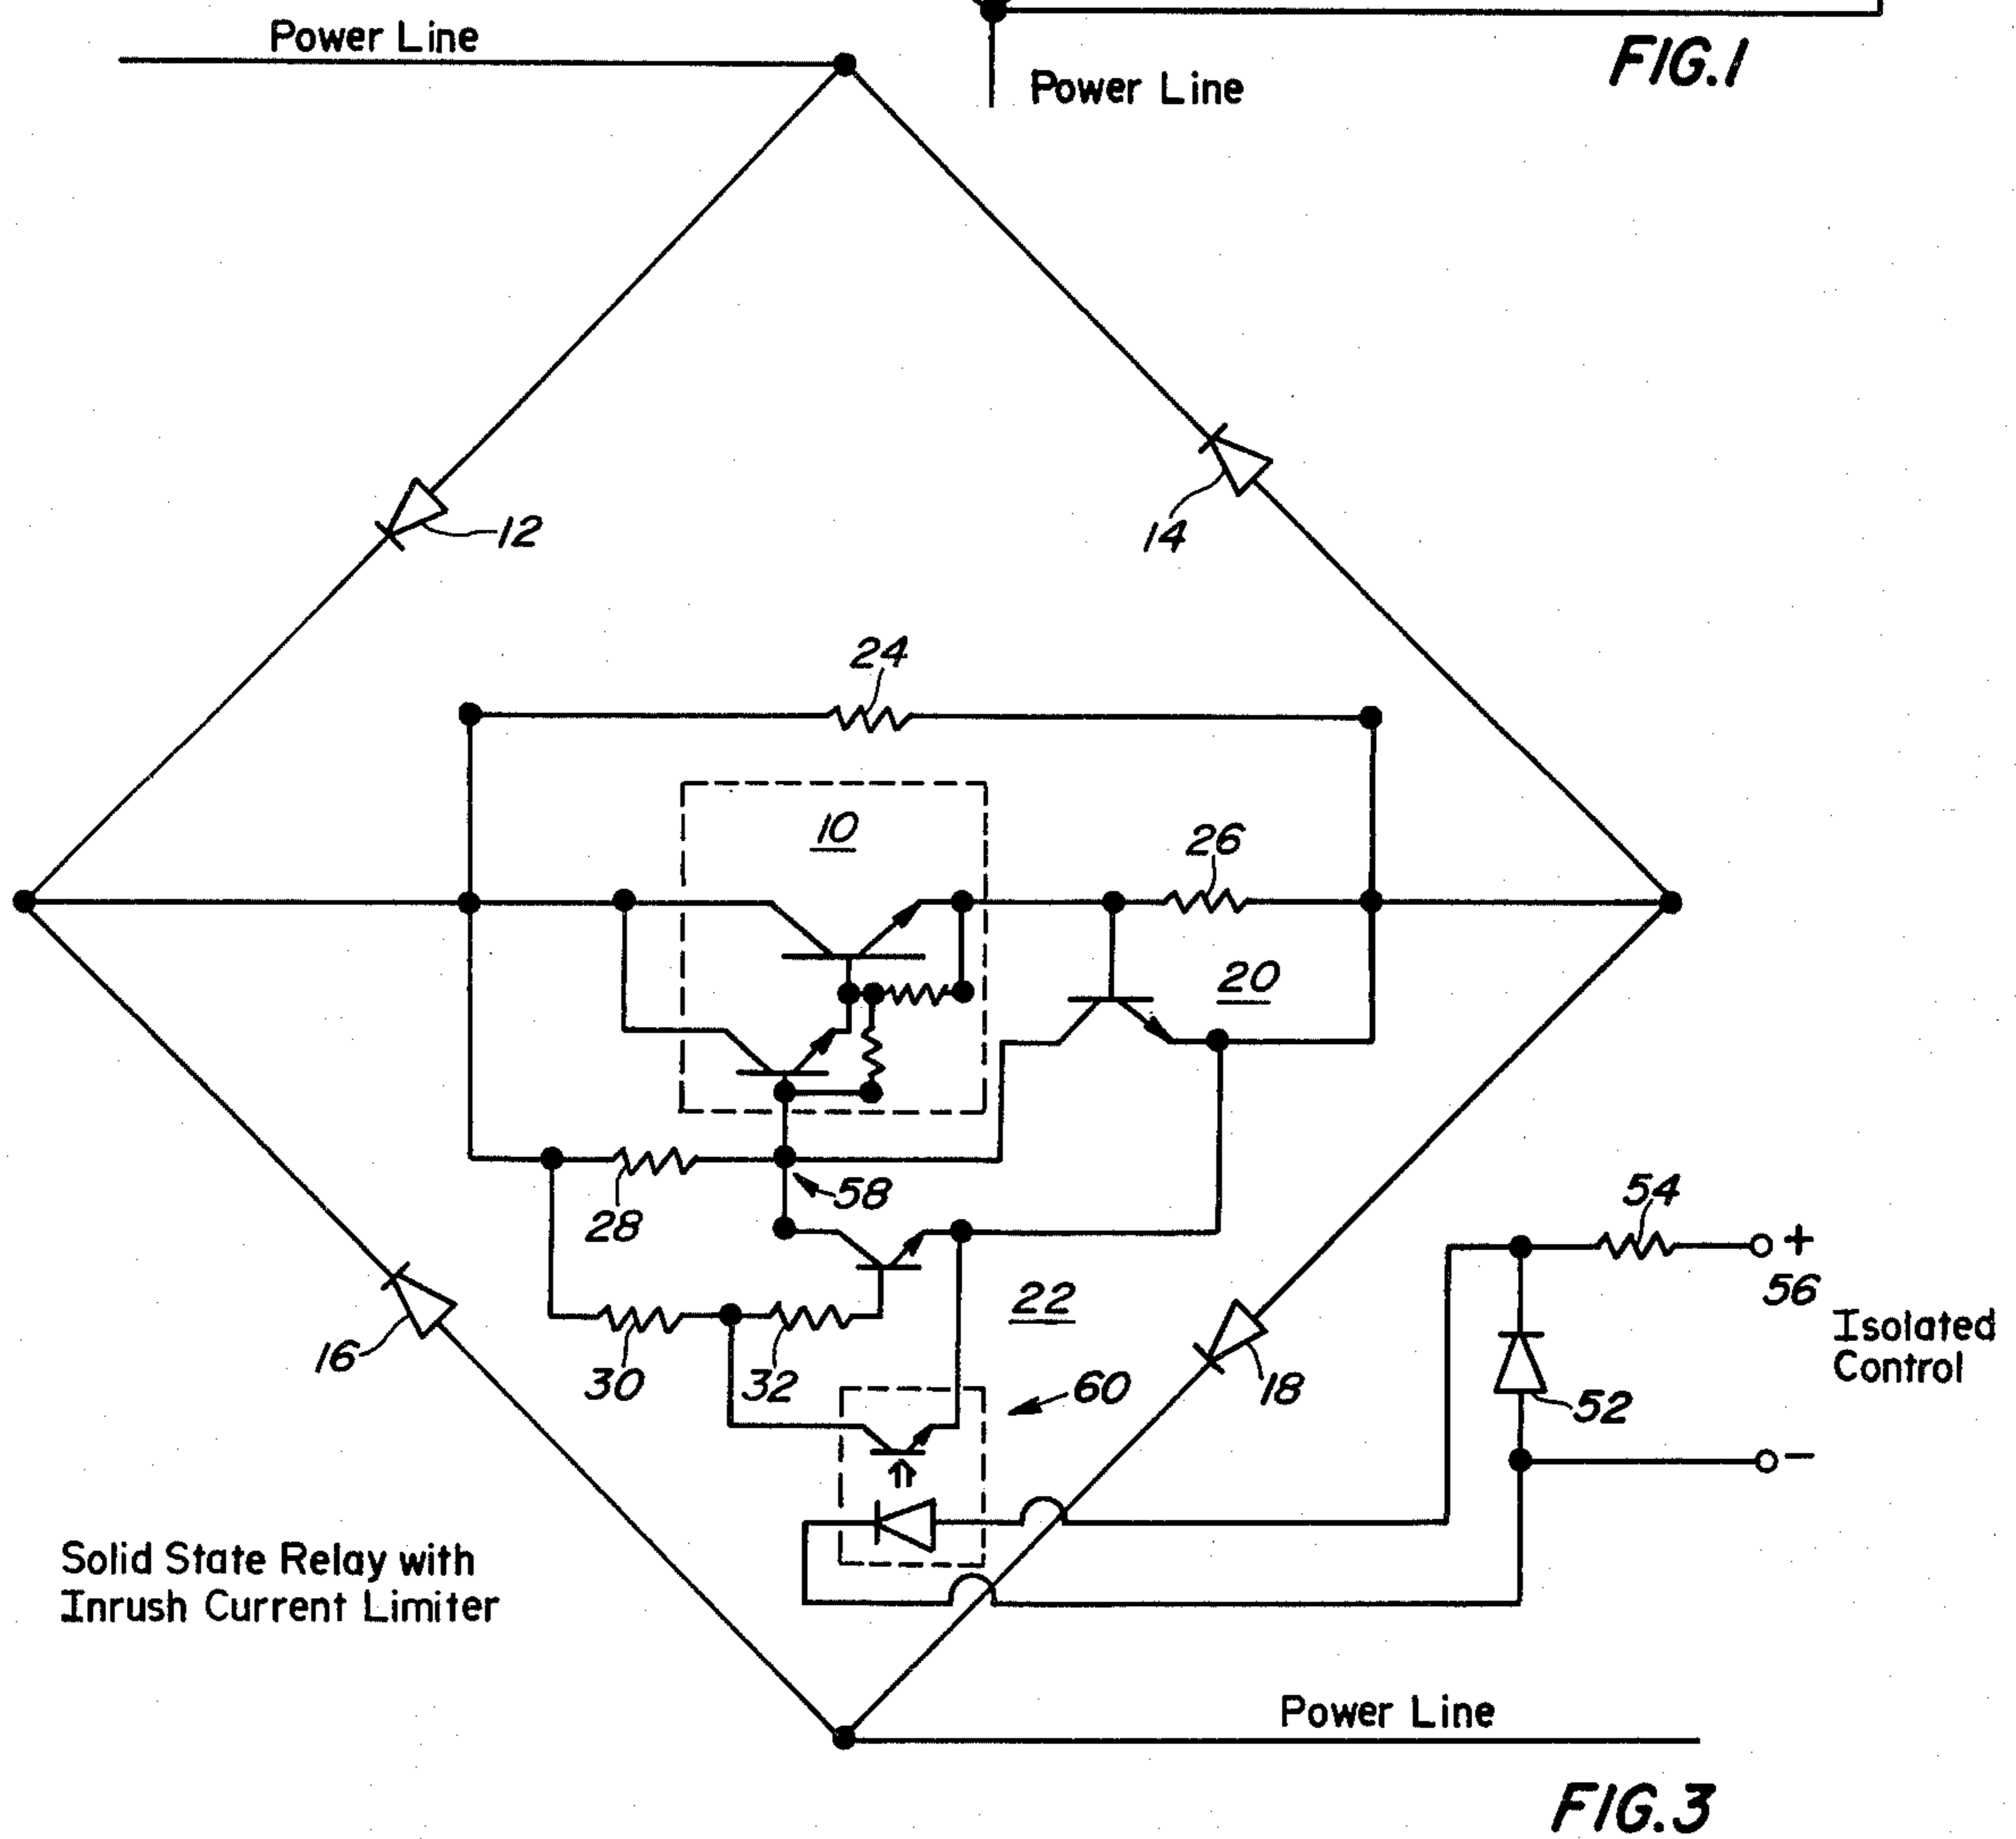 Power Line
Power Line
FIG.1
12
14
24
10
26
20
58
28
54
+
56
Isolated
Control
22
16
30
32
60
18
52
−
Solid State Relay with
Inrush Current Limiter
Power Line
FIG.3